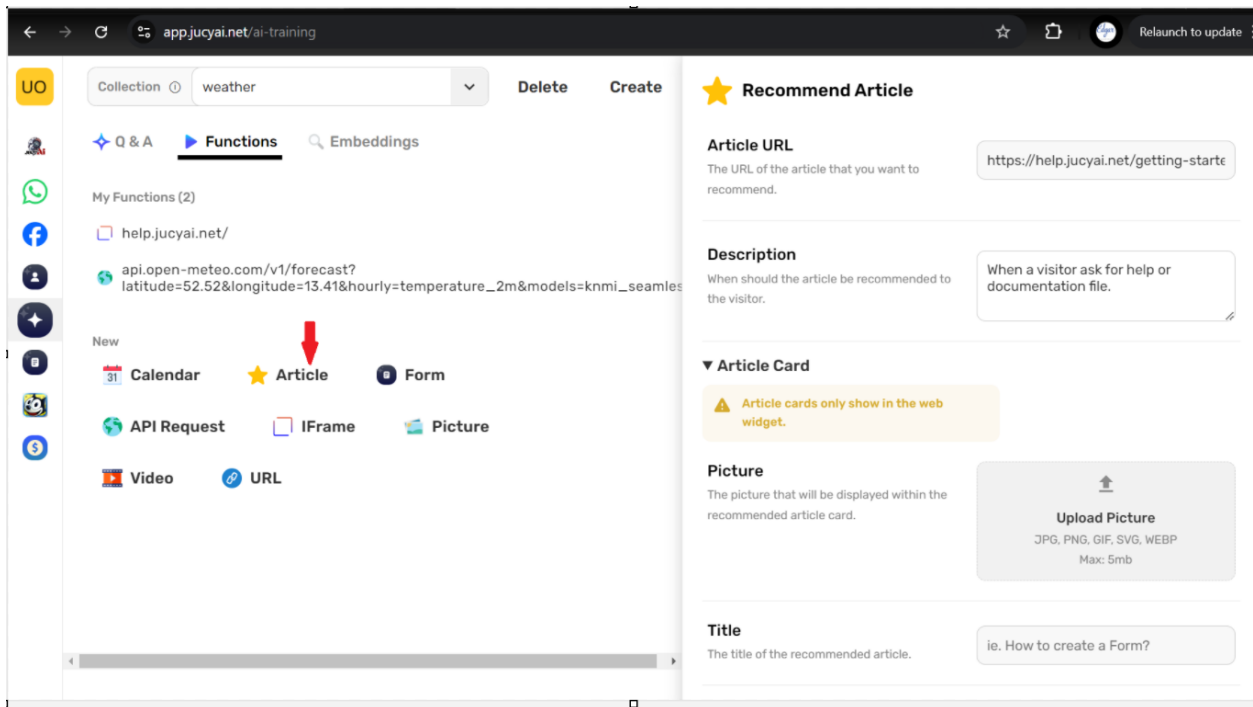 app.jucyai.net/ai-training
Relaunch to update
UO
Collection
weather
Delete
Create
Q & A
Functions
Embeddings
My Functions (2)
help.jucyai.net/
api.open-meteo.com/v1/forecast?
latitude=52.52&longitude=13.41&hourly=temperature_2m&models=knmi_seamles
New
31 Calendar
Article
Form
API Request
IFrame
Picture
Video
URL
Recommend Article
Article URL
The URL of the article that you want to
recommend.
https://help.jucyai.net/getting-starte
Description
When should the article be recommended to
the visitor.
When a visitor ask for help or
documentation file.
Article Card
Article cards only show in the web
widget.
Picture
The picture that will be displayed within the
recommended article card.
Upload Picture
JPG, PNG, GIF, SVG, WEBP
Max: 5mb
Title
The title of the recommended article.
ie. How to create a Form?